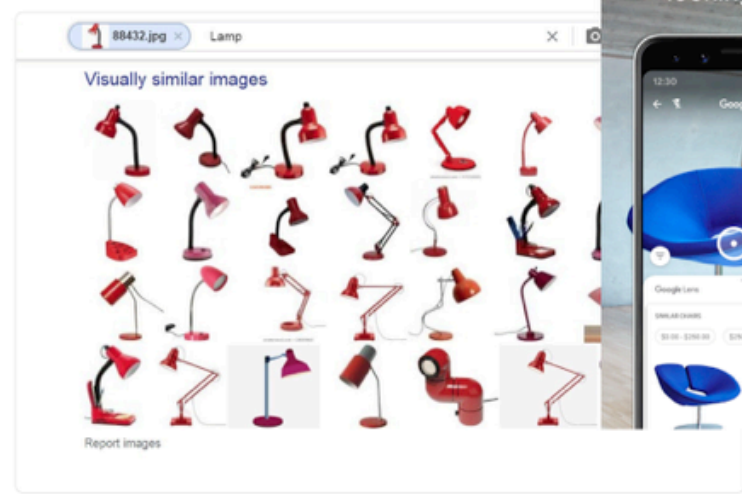 88432.jpg × Lamp ×
Visually similar images
Report images
12:30
Google Lens
SIMILAR CHAIRS